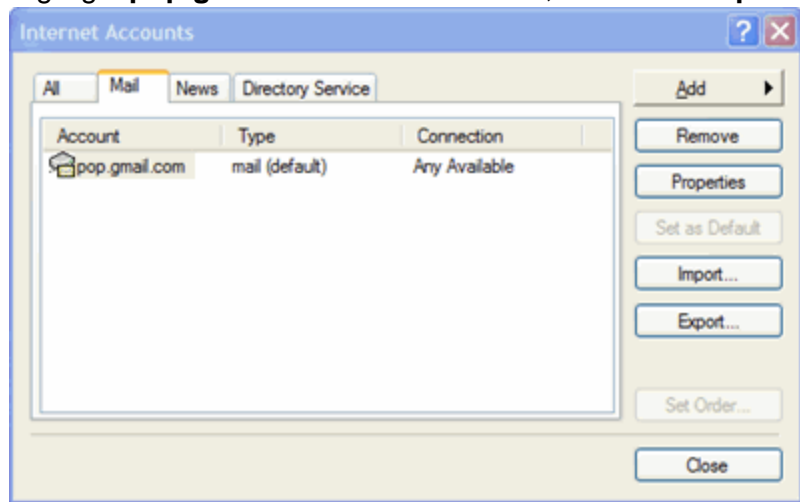 Internet Accounts
All Mail News Directory Service
Add
Account Type Connection
Remove
pop.gmail.com mail (default) Any Available
Properties
Set as Default
Import...
Export...
Set Order...
Close